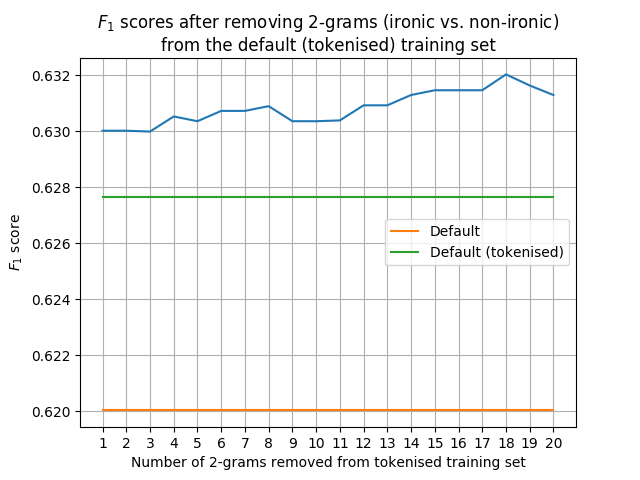 F₁ scores after removing 2-grams (ironic vs. non-ironic)
from the default (tokenised) training set
0.632
0.630
0.628
0.626
0.624
0.622
0.620
F₁ score
Default
Default (tokenised)
1 2 3 4 5 6 7 8 9 10 11 12 13 14 15 16 17 18 19 20
Number of 2-grams removed from tokenised training set